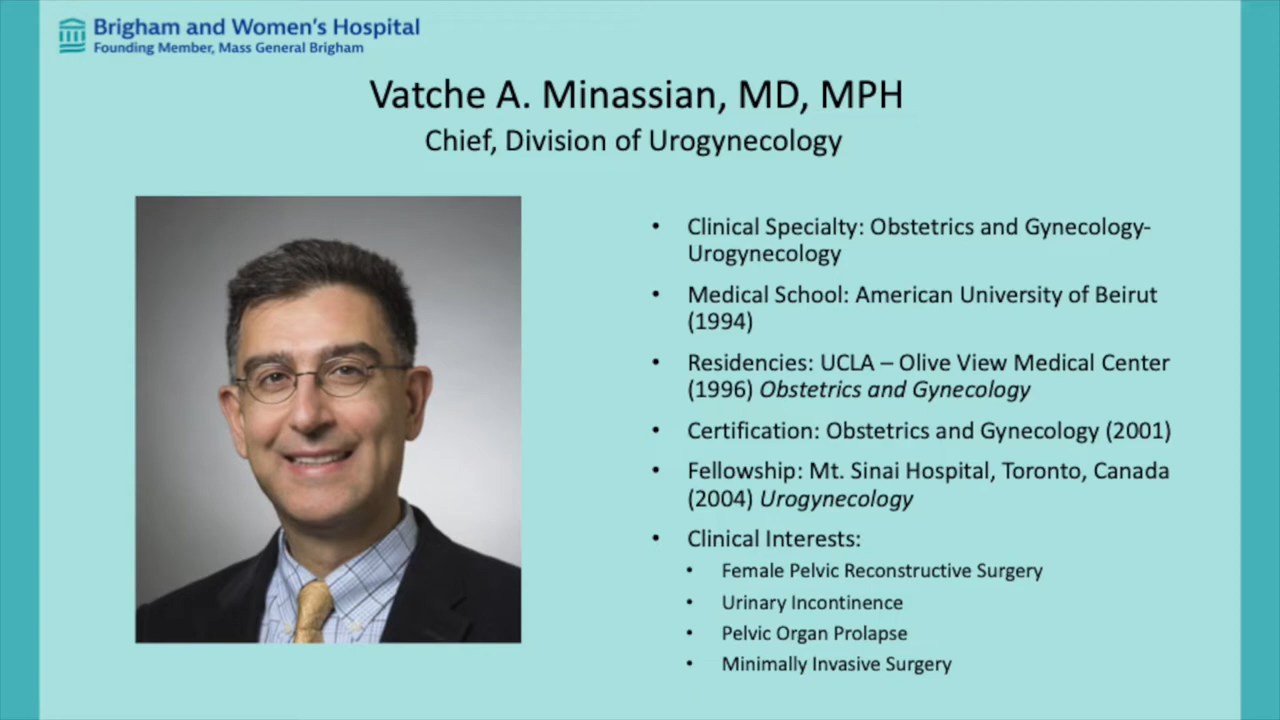 Brigham and Women's Hospital
Founding Member, Mass General Brigham
Vatche A. Minassian, MD, MPH
Chief, Division of Urogynecology
• Clinical Specialty: Obstetrics and Gynecology-
Urogynecology
• Medical School: American University of Beirut
(1994)
• Residencies: UCLA – Olive View Medical Center
(1996) Obstetrics and Gynecology
• Certification: Obstetrics and Gynecology (2001)
• Fellowship: Mt. Sinai Hospital, Toronto, Canada
(2004) Urogynecology
• Clinical Interests:
• Female Pelvic Reconstructive Surgery
• Urinary Incontinence
• Pelvic Organ Prolapse
• Minimally Invasive Surgery